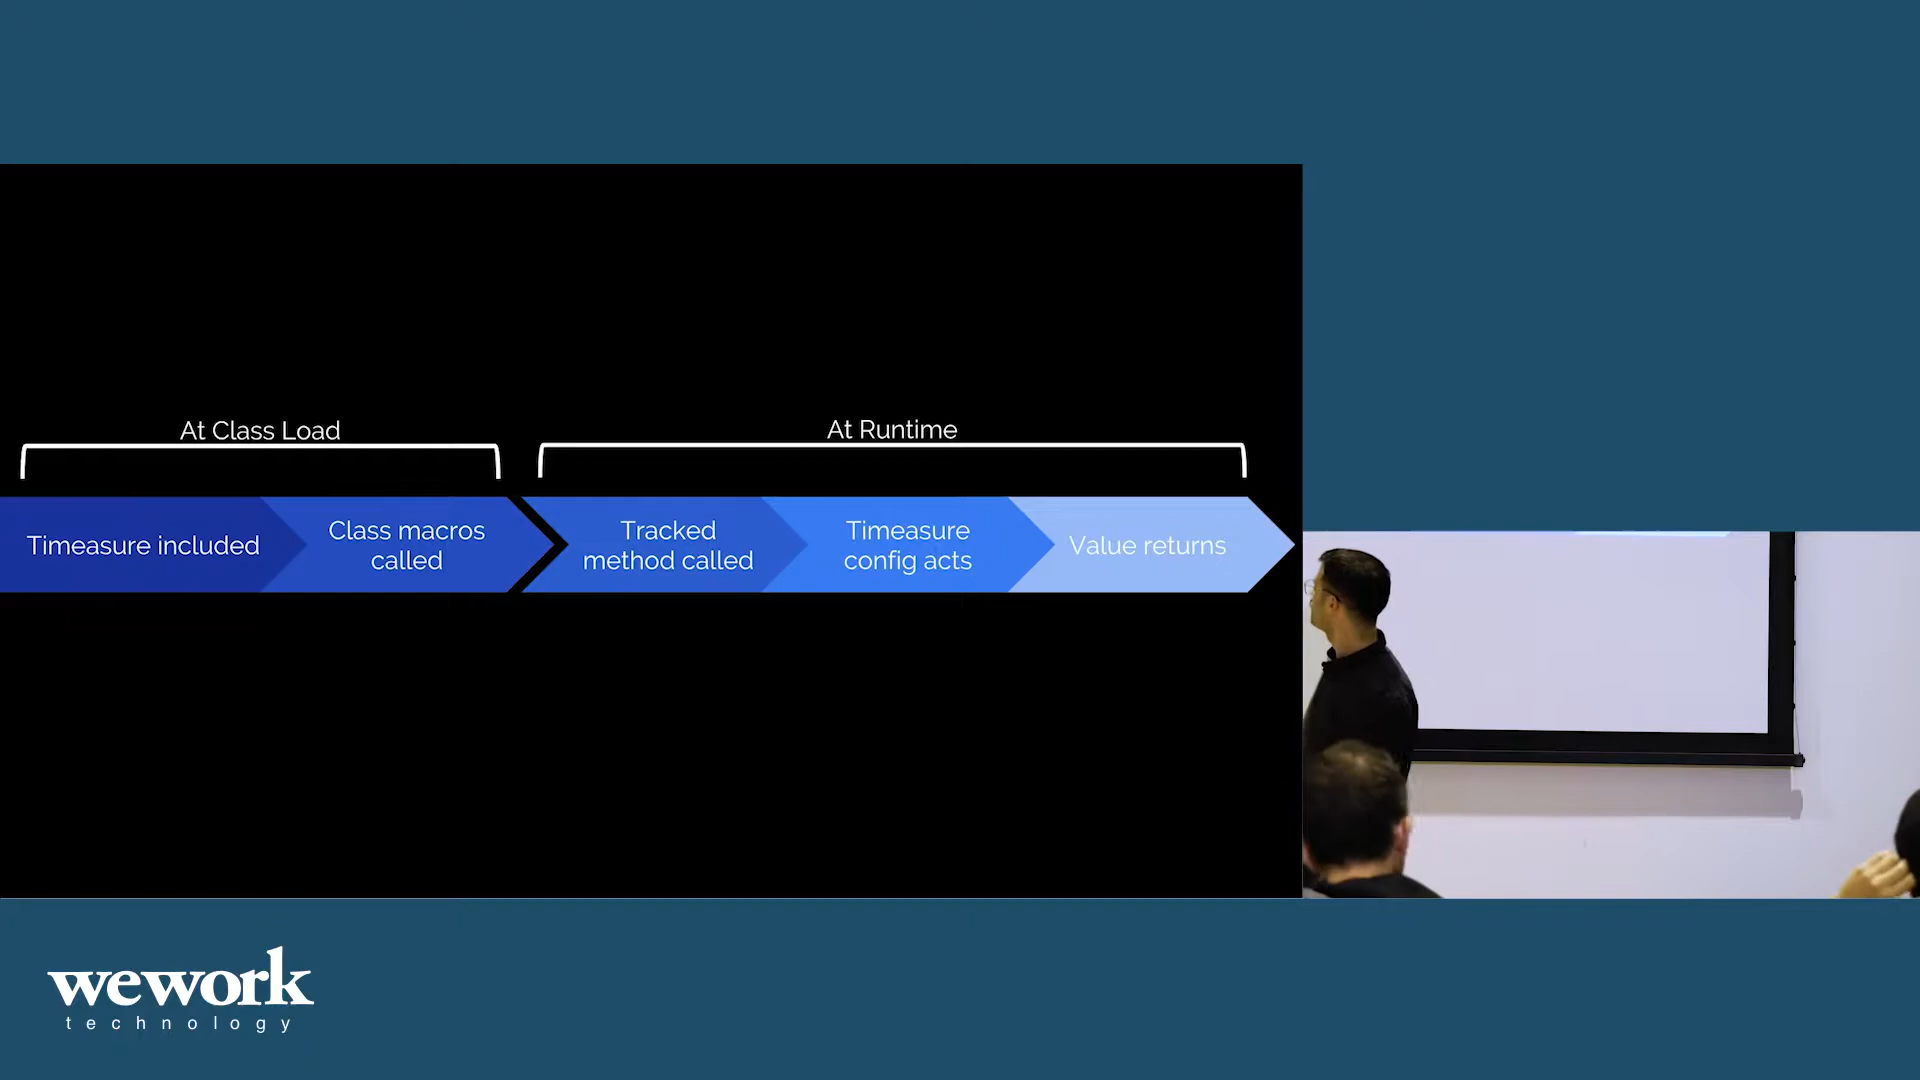 At Class Load
At Runtime
Timeasure included
Class macros
called
Tracked
method called
Timeasure
config acts
Value returns
wework
technology